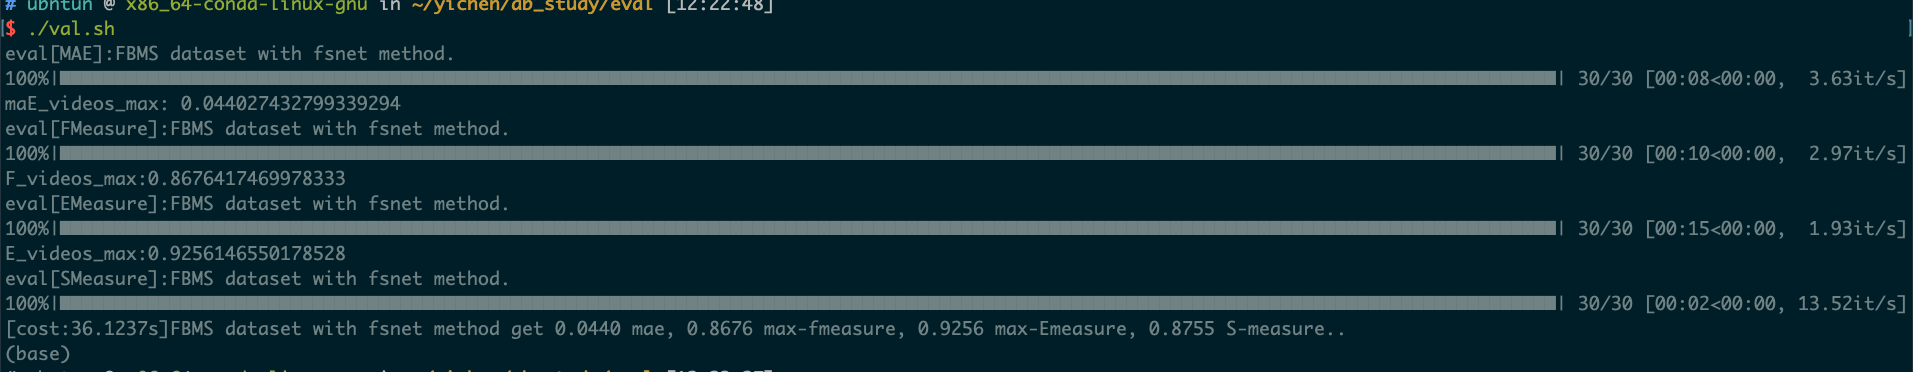 # ubntun @ x86_64-conda-linux-gnu in ~/yichen/ab_study/eval [12:22:48]
$ ./val.sh
eval[MAE]:FBMS dataset with fsnet method.
100%| | 30/30 [00:08<00:00, 3.63it/s]
maE_videos_max: 0.044027432799339294
eval[FMeasure]:FBMS dataset with fsnet method.
100%| | 30/30 [00:10<00:00, 2.97it/s]
F_videos_max:0.8676417469978333
eval[EMeasure]:FBMS dataset with fsnet method.
100%| | 30/30 [00:15<00:00, 1.93it/s]
E_videos_max:0.9256146550178528
eval[SMeasure]:FBMS dataset with fsnet method.
100%| | 30/30 [00:02<00:00, 13.52it/s]
[cost:36.1237s]FBMS dataset with fsnet method get 0.0440 mae, 0.8676 max-fmeasure, 0.9256 max-Emeasure, 0.8755 S-measure..
(base)